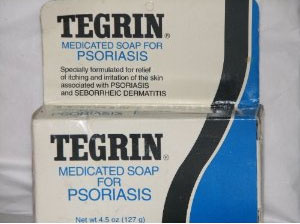 TEGRIN®
MEDICATED SOAP FOR
PSORIASIS
Specially formulated for relief
of itching and irritation of the skin
associated with PSORIASIS
and SEBORRHEIC DERMATITIS
TEGRIN®
MEDICATED SOAP
FOR
PSORIASIS
Net wt 4.5 oz (127 g)